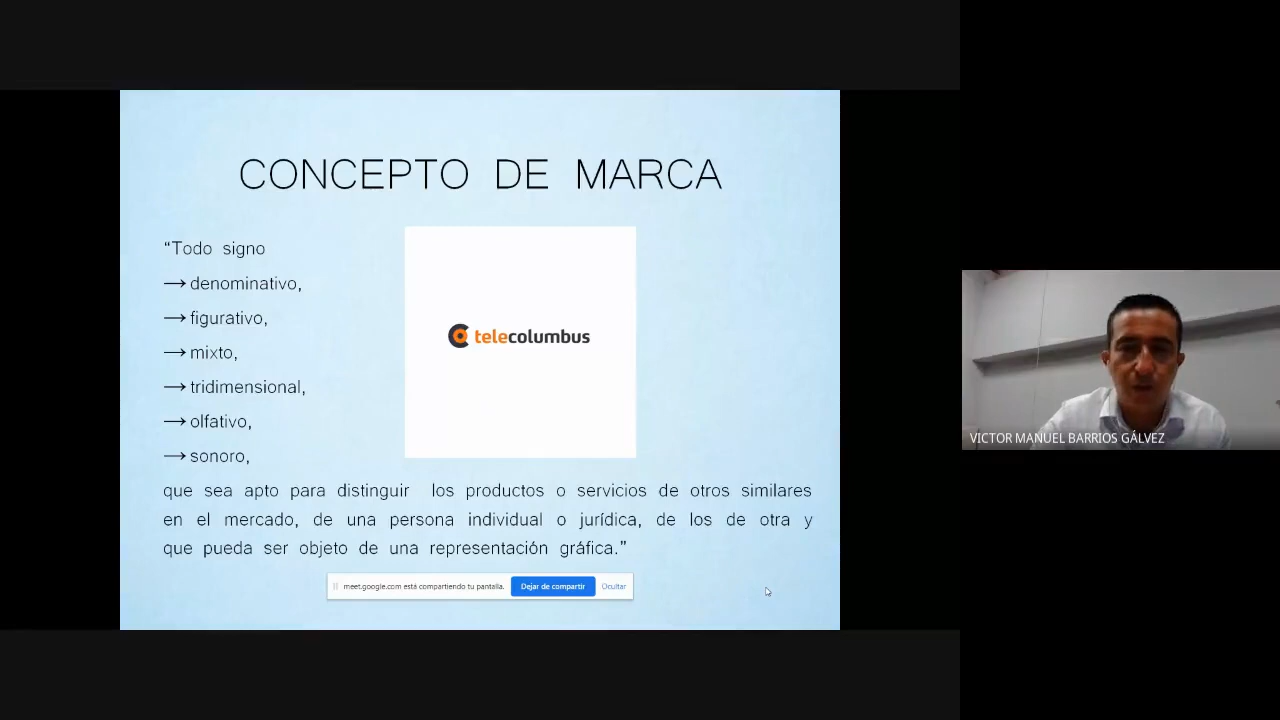 CONCEPTO DE MARCA
“Todo signo
→denominativo,
→figurativo,
→mixto,
→tridimensional,
→olfativo,
→sonoro,
telecolumbus
que sea apto para distinguir los productos o servicios de otros similares
en el mercado, de una persona individual o jurídica, de los de otra y
que pueda ser objeto de una representación gráfica.”
meet.google.com está compartiendo tu pantalla. Dejar de compartir Ocultar
VICTOR MANUEL BARRIOS GÁLVEZ